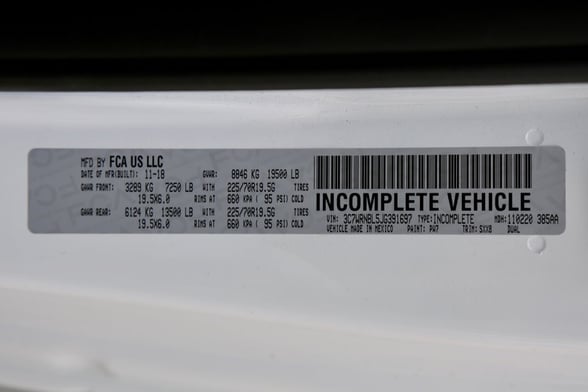 MFD BY FCA US LLC
DATE OF MFR(BUILT): 11-18 GVWR: 8846 KG 19500 LB
GAWR FRONT: 3289 KG 7250 LB WITH 225/70R19.5G TIRES
19.5X6.0 RIMS AT 660 KPA ( 95 PSI) COLD
GAWR REAR: 6124 KG 13500 LB WITH 225/70R19.5G TIRES
19.5X6.0 RIMS AT 660 KPA ( 95 PSI) COLD
INCOMPLETE VEHICLE
VIN: 3C7WRNBL5JG391697 TYPE: INCOMPLETE MDH: 110220 385AA
VEHICLE MADE IN MEXICO PAINT: PW7 TRIM: SXX8 DUAL